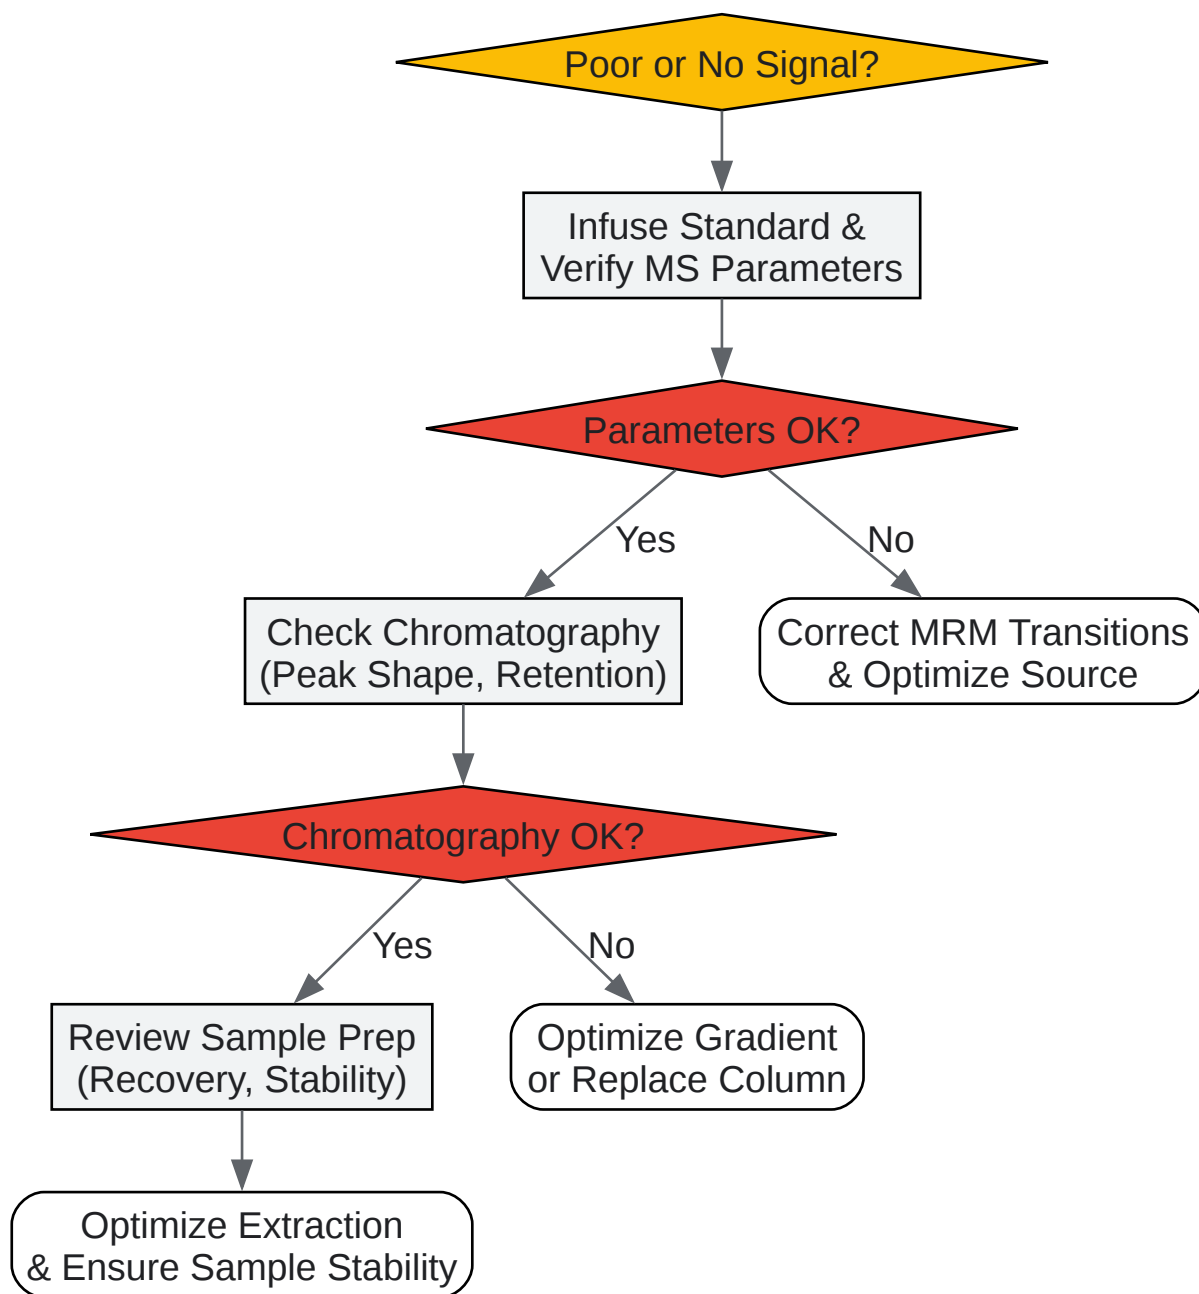 Poor or No Signal?
Infuse Standard &
Verify MS Parameters
Parameters OK?
Yes
No
Check Chromatography
(Peak Shape, Retention)
Correct MRM Transitions
& Optimize Source
Chromatography OK?
Yes
No
Review Sample Prep
(Recovery, Stability)
Optimize Gradient
or Replace Column
Optimize Extraction
& Ensure Sample Stability